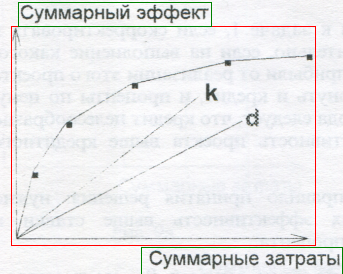 Суммарный эффект
k
d
Суммарные затраты